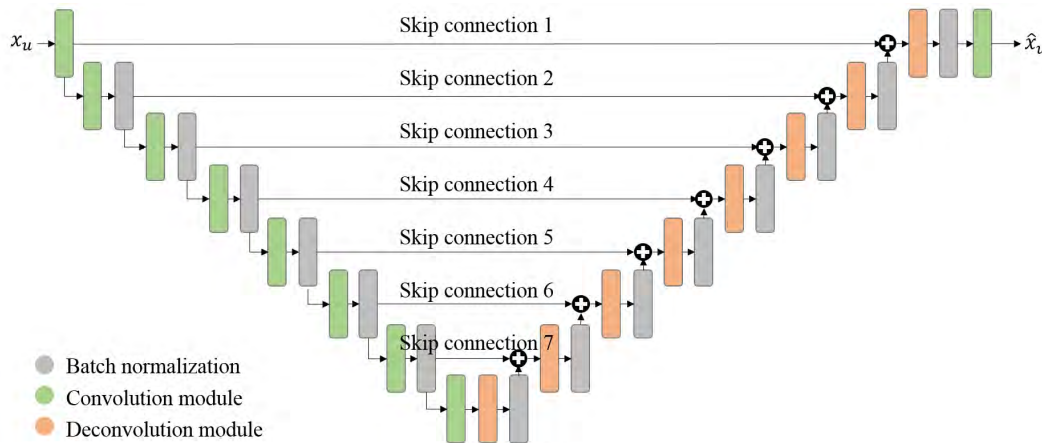 Skip connection 1
x_u
x̂_ι
Skip connection 2
Skip connection 3
Skip connection 4
Skip connection 5
Skip connection 6
Skip connection 7
Batch normalization
Convolution module
Deconvolution module